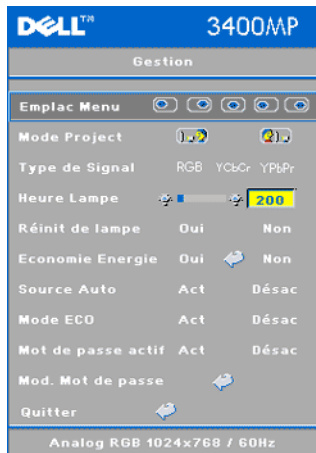 DELL™ 3400MP
Gestion
Emplac Menu
Mode Project
Type de Signal RGB YCbCr YPbPr
Heure Lampe 200
Réinit de lampe Oui Non
Economie Energie Oui Non
Source Auto Act Désac
Mode ECO Act Désac
Mot de passe actif Act Désac
Mod. Mot de passe
Quitter
Analog RGB 1024x768 / 60Hz